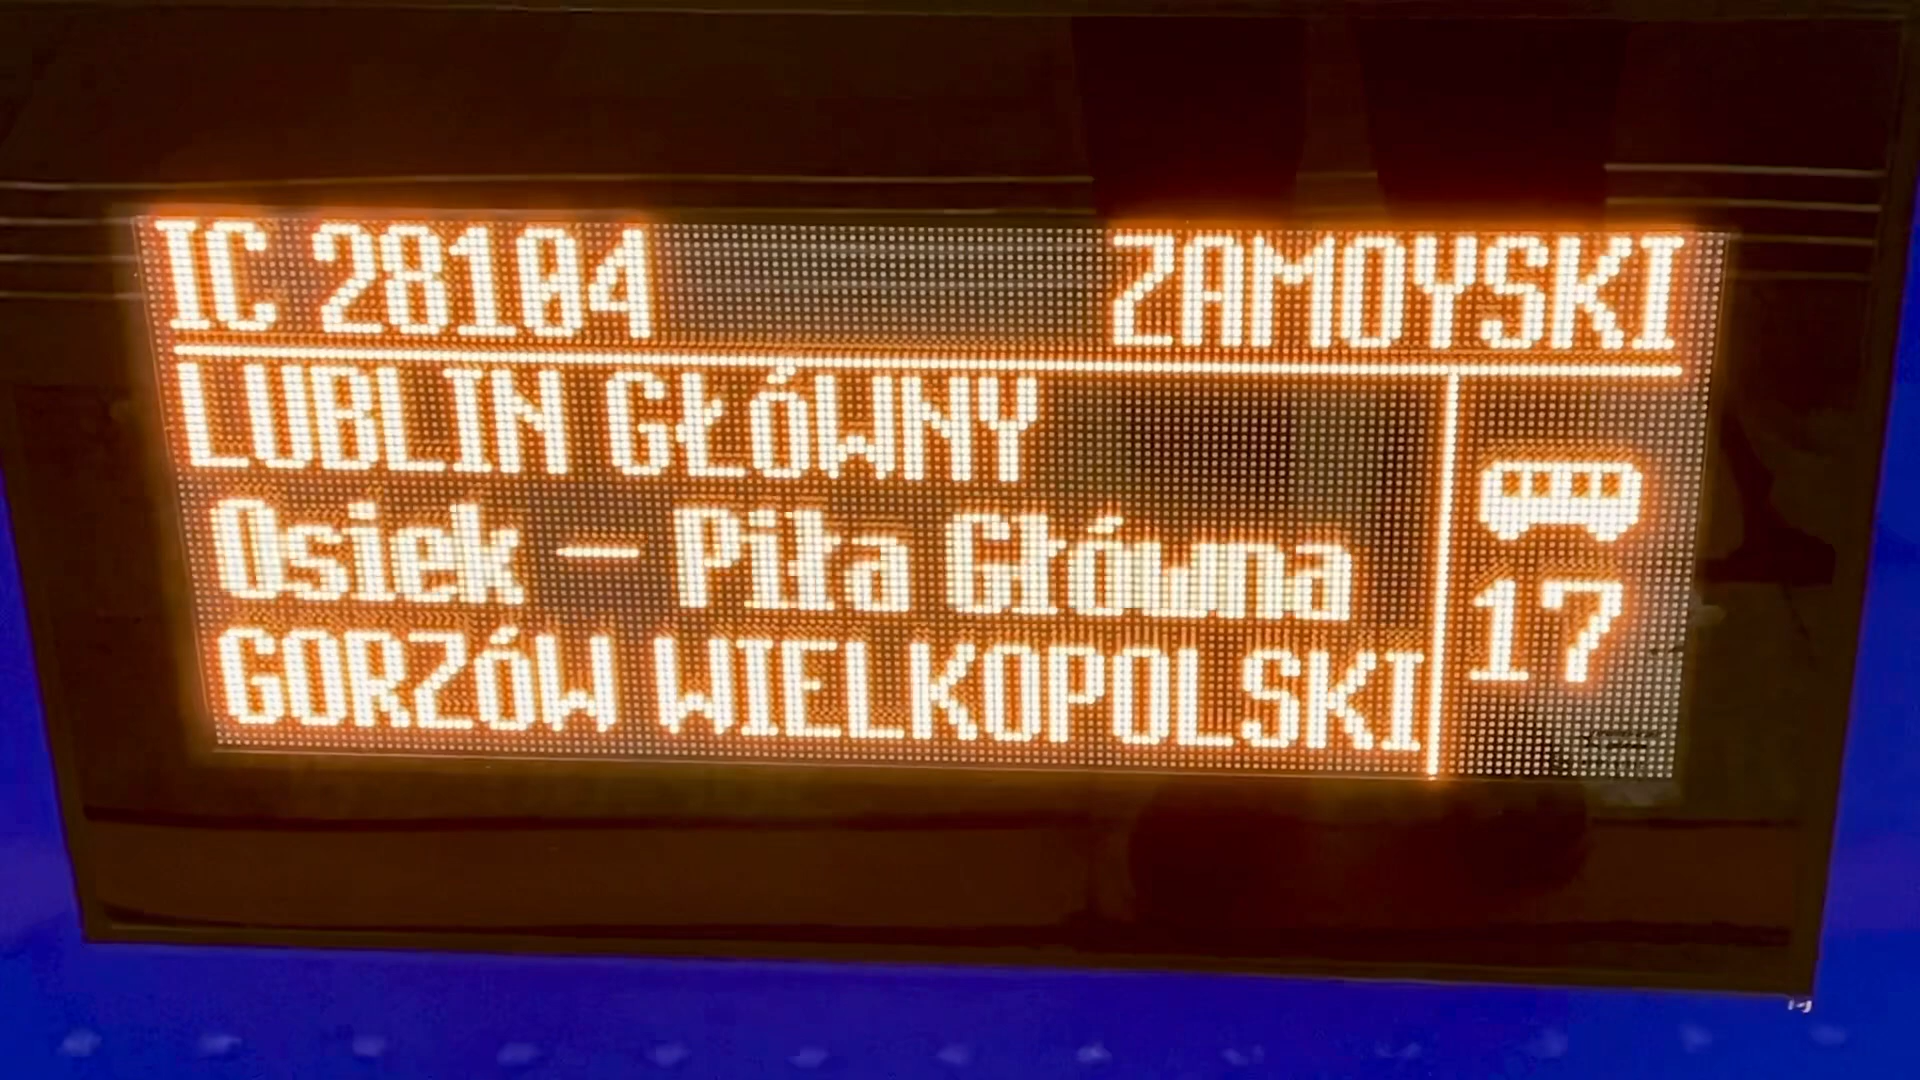 IC 28104 ZAMOYSKI
LUBLIN GŁÓWNY
Osiek – Piła Główna
GORZÓW WIELKOPOLSKI
17